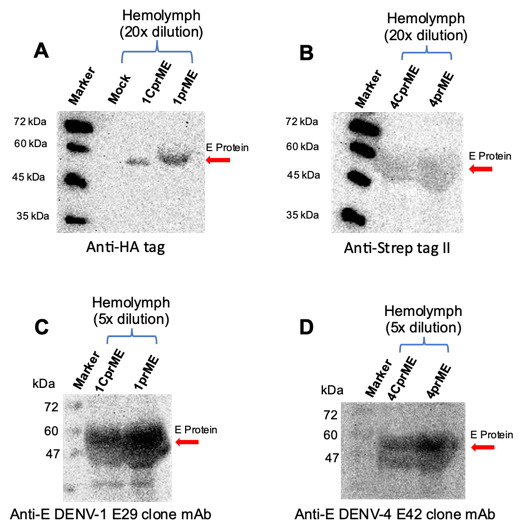 Hemolymph
(20x dilution)
A
Marker
Mock
1CprME
1prME
72 kDa
60 kDa
45 kDa
35 kDa
E Protein
Anti-HA tag
Hemolymph
(20x dilution)
B
Marker
4CprME
4prME
72 kDa
60 kDa
45 kDa
35 kDa
E Protein
Anti-Strep tag II
Hemolymph
(5x dilution)
C
Marker
1CprME
1prME
kDa
72
60
47
E Protein
Anti-E DENV-1 E29 clone mAb
Hemolymph
(5x dilution)
D
Marker
4CprME
4prME
kDa
72
60
47
E Protein
Anti-E DENV-4 E42 clone mAb